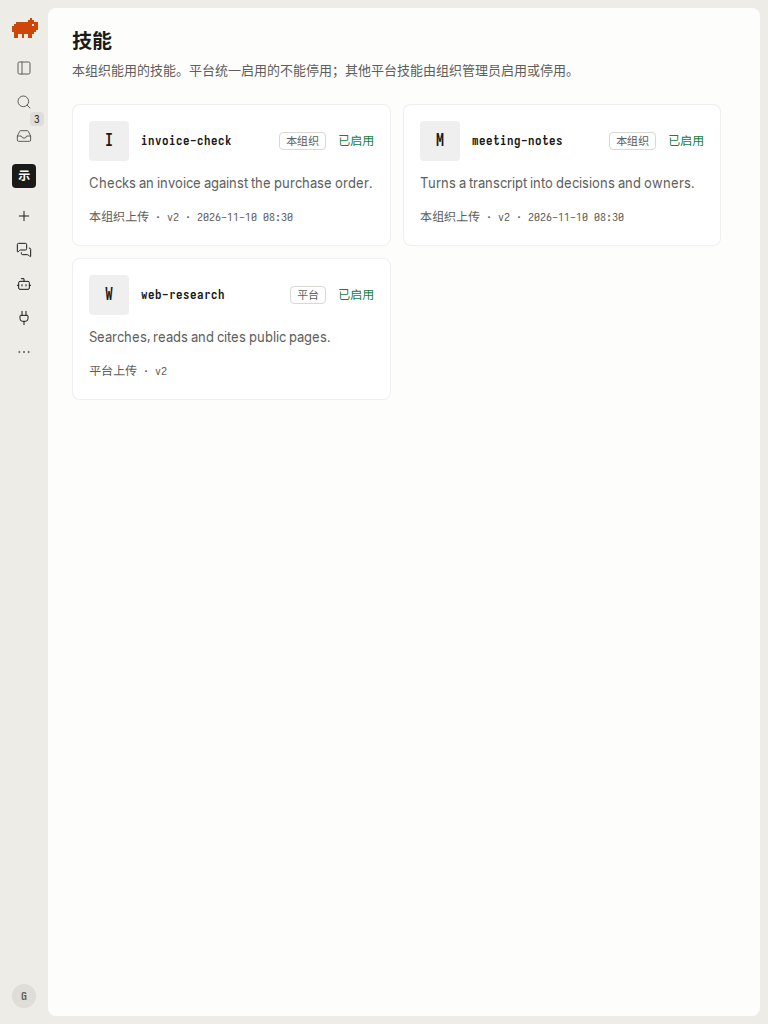 技能
本组织能用的技能。平台统一启用的不能停用；其他平台技能由组织管理员启用或停用。
3
示
I invoice-check 本组织 已启用
Checks an invoice against the purchase order.
本组织上传 · v2 · 2026-11-10 08:30
M meeting-notes 本组织 已启用
Turns a transcript into decisions and owners.
本组织上传 · v2 · 2026-11-10 08:30
W web-research 平台 已启用
Searches, reads and cites public pages.
平台上传 · v2
G